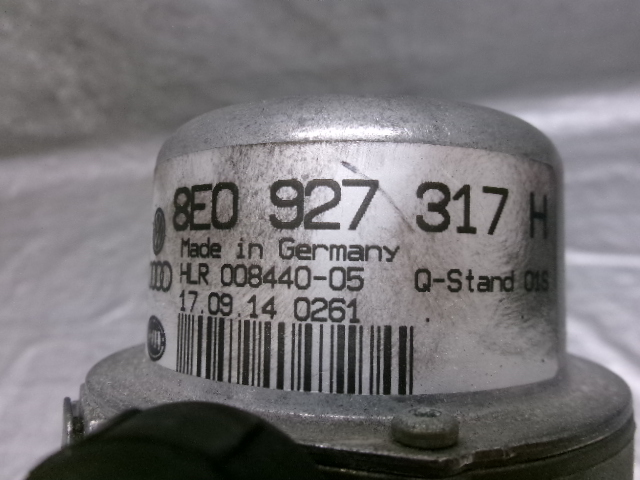 8E0 927 317 H
Made in Germany
HLR 008440-05 Q-Stand 01S
17.09.14 0261